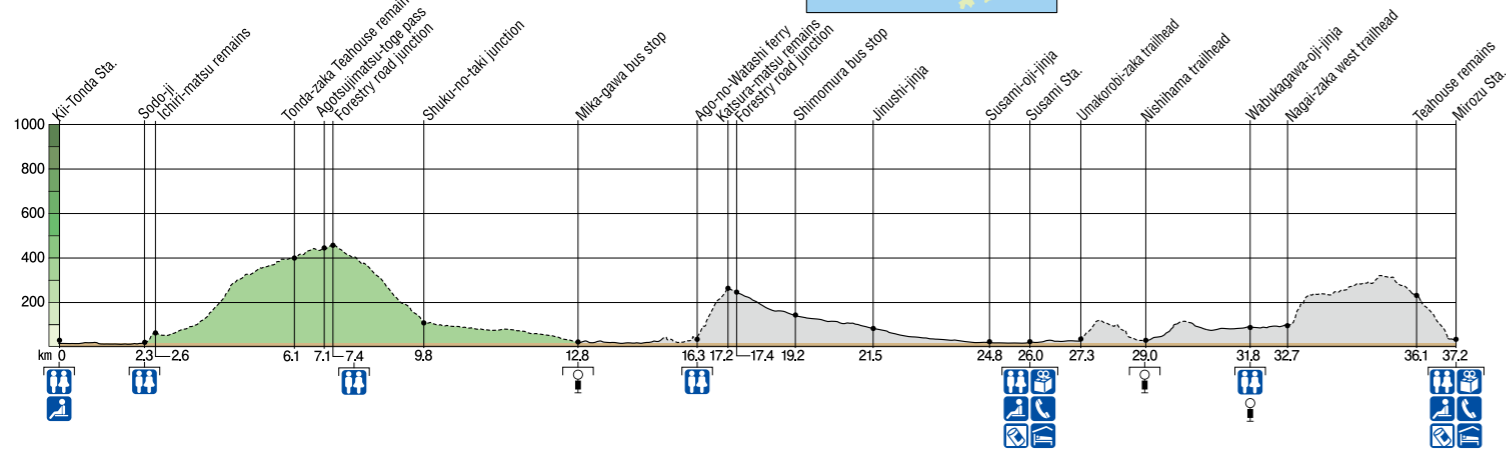 Kii-Tonda Sta.
Sodo-ji
Ichiri-matsu remains
Tonda-zaka Teahouse remain
Agotsujimatsu-toge pass
Forestry road junction
Shuku-no-taki junction
Mika-gawa bus stop
Ago-no-Watashi ferry
Katsura-matsu remains
Forestry road junction
Shimomura bus stop
Jinushi-jinja
Susami-oji-jinja
Susami Sta.
Umakorobi-zaka trailhead
Nishihama trailhead
Wabukagawa-oji-jinja
Nagai-zaka west trailhead
Teahouse remains
Mirozu Sta.
1000
800
600
400
200
km 0 2.3 2.6 6.1 7.1 7.4 9.8 12.8 16.3 17.2 17.4 19.2 21.5 24.8 26.0 27.3 29.0 31.8 32.7 36.1 37.2